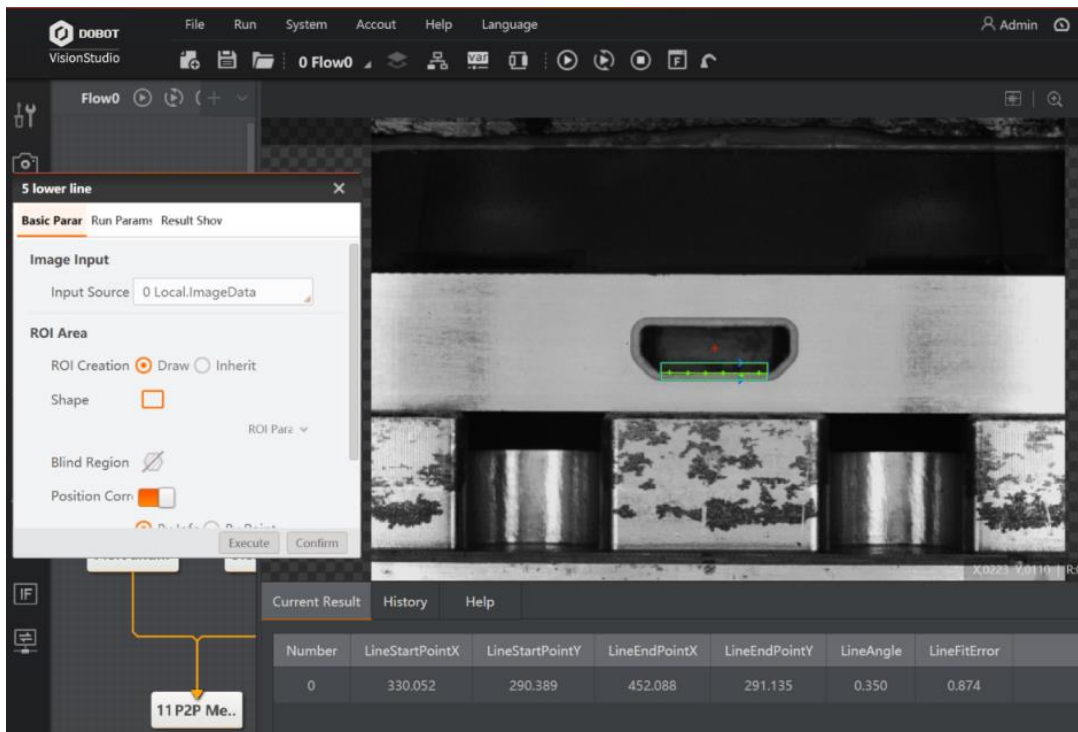 DOBOT
VisionStudio
File Run System Accout Help Language
Admin
0 Flow0
var
F
Flow0
5 lower line
Basic Parar Run Params Result Shov
Image Input
Input Source 0 Local.ImageData
ROI Area
ROI Creation Draw Inherit
Shape
ROI Para
Blind Region
Position Corr
Execute Confirm
IF
Current Result History Help
Number LineStartPointX LineStartPointY LineEndPointX LineEndPointY LineAngle LineFitError
0 330.052 290.389 452.088 291.135 0.350 0.874
11 P2P Me..